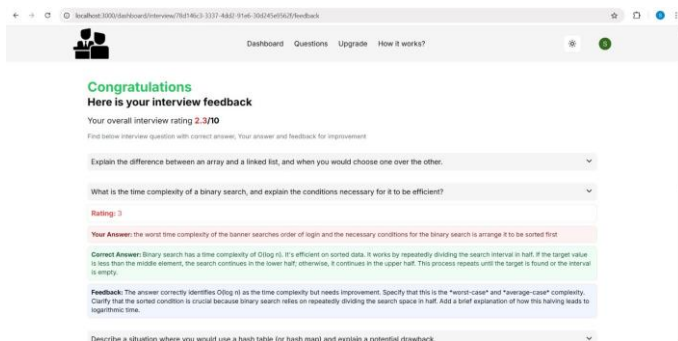 localhost:3000/dashboard/interview/78d146c3-3337-4dd2-91e6-30d245e5562f/feedback
Dashboard Questions Upgrade How it works?
S
Congratulations
Here is your interview feedback
Your overall interview rating 2.3/10
Find below interview question with correct answer, Your answer and feedback for improvement
Explain the difference between an array and a linked list, and when you would choose one over the other.
What is the time complexity of a binary search, and explain the conditions necessary for it to be efficient?
Rating: 3
Your Answer: the worst time complexity of the banner searches order of login and the necessary conditions for the binary search is arrange it to be sorted first
Correct Answer: Binary search has a time complexity of O(log n). It's efficient on sorted data. It works by repeatedly dividing the search interval in half. If the target value
is less than the middle element, the search continues in the lower half; otherwise, it continues in the upper half. This process repeats until the target is found or the interval
is empty.
Feedback: The answer correctly identifies O(log n) as the time complexity but needs improvement. Specify that this is the *worst-case* and *average-case* complexity.
Clarify that the sorted condition is crucial because binary search relies on repeatedly dividing the search space in half. Add a brief explanation of how this halving leads to
logarithmic time.
Describe a situation where you would use a hash table (or hash map) and explain a potential drawback.